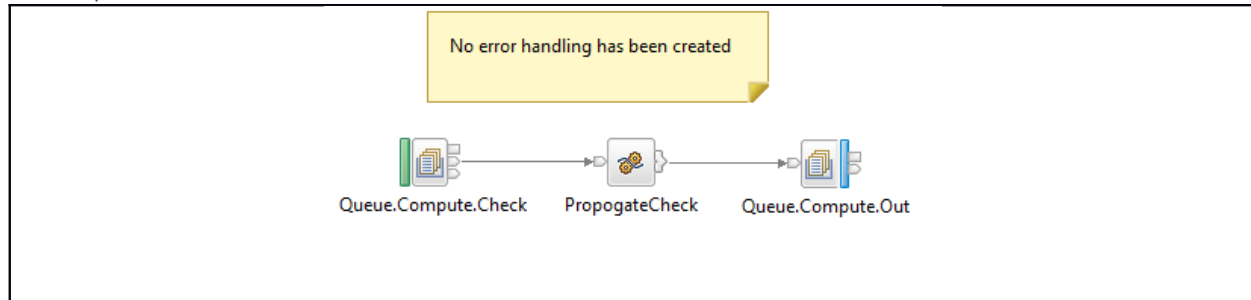 No error handling has been created
Queue.Compute.Check
PropogateCheck
Queue.Compute.Out